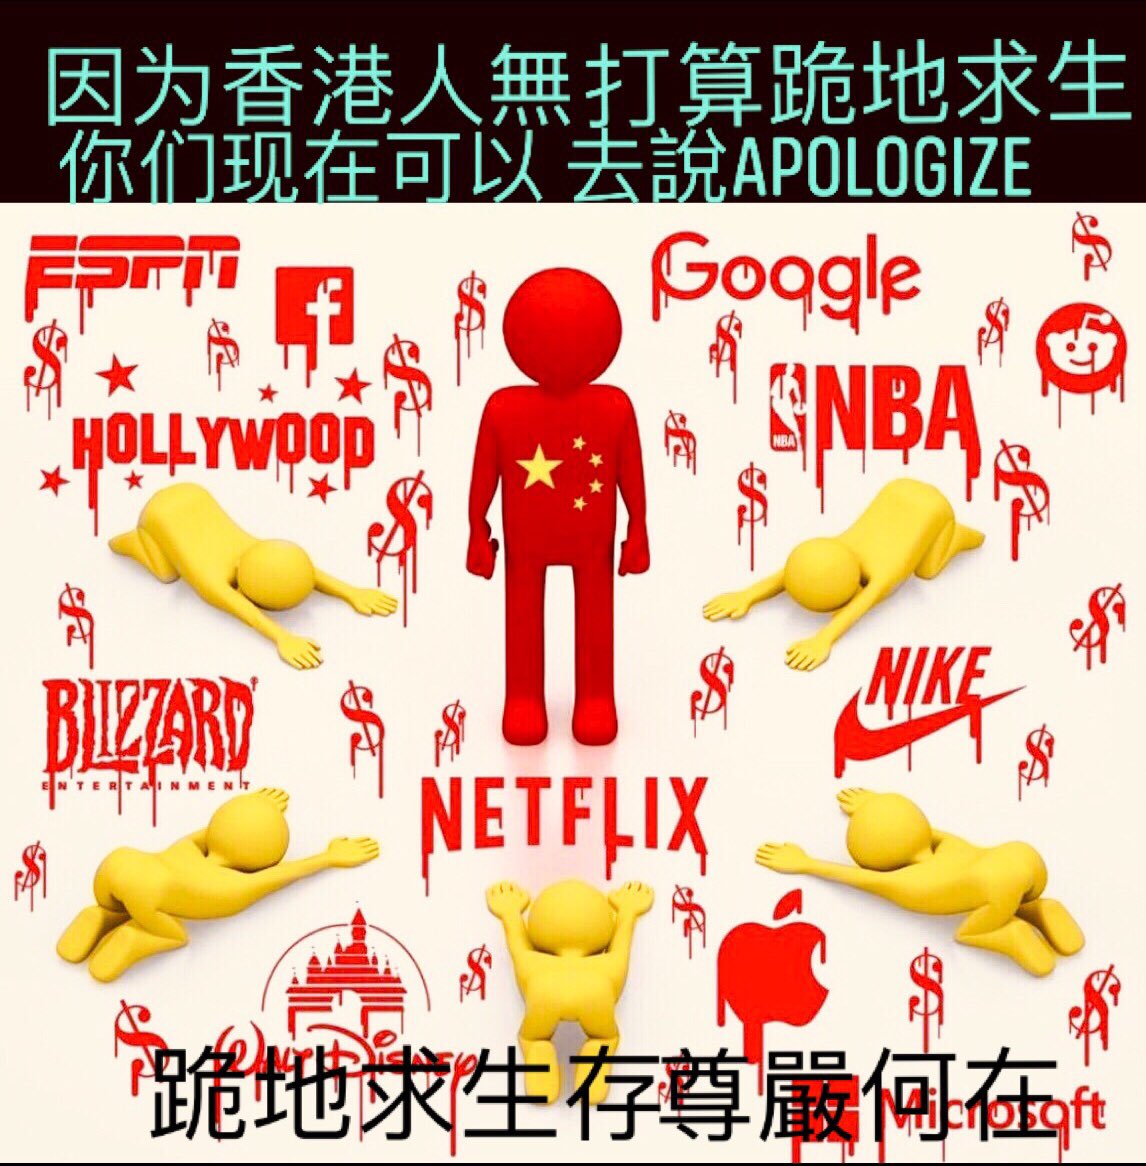 因为香港人無打算跪地求生
你们现在可以 去說APOLOGIZE
ESPN
Google
HOLLYWOOD
NBA
NBA
BLIZZARD
ENTERTAINMENT
NIKE
NETFLIX
WALT DISNEY
跪地求生存尊嚴何在
Microsoft